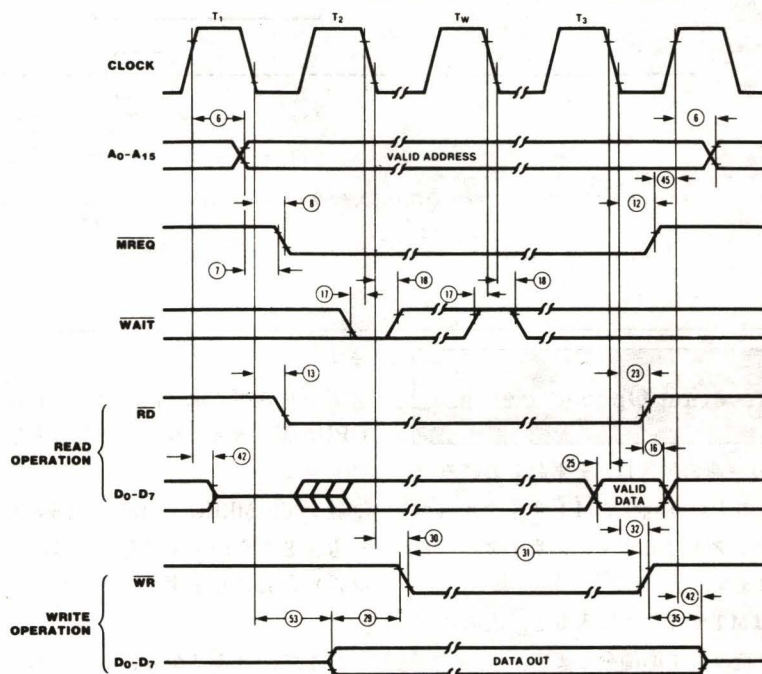 T1 T2 TW T3
CLOCK
6 6
A0-A15 VALID ADDRESS
45
8 12
MREQ
7
18 18
17 17
WAIT
13 23
RD
READ OPERATION
16
42 25
D0-D7 VALID DATA
32
30 31
WR
42
WRITE OPERATION
53 29 35
D0-D7 DATA OUT